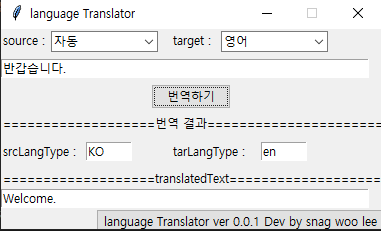 language Translator
source : 자동 target : 영어
반갑습니다.
번역하기
====================번역 결과====================
srcLangType : KO tarLangType : en
====================translatedText====================
Welcome.
language Translator ver 0.0.1 Dev by snag woo lee